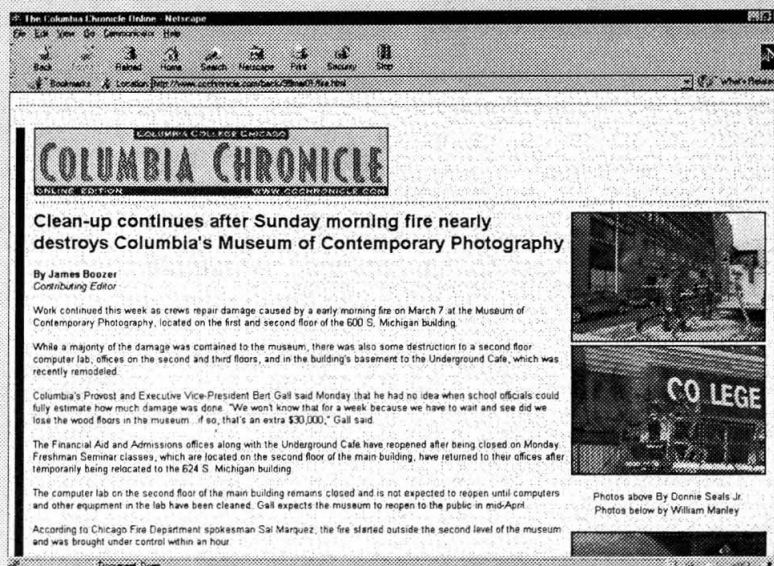 The Columbia Chronicle Online - Netscape
File Edit View Go Communicator Help
Back Reload Home Search Netscape Print Security Stop
Bookmarks Location: What's Related
COLUMBIA COLLEGE CHICAGO
COLUMBIA CHRONICLE
ONLINE EDITION WWW.CCCHRONICLE.COM
Clean-up continues after Sunday morning fire nearly
destroys Columbia's Museum of Contemporary Photography
By James Boozer
Contributing Editor
Work continued this week as crews repair damage caused by a early morning fire on March 7 at the Museum of
Contemporary Photography, located on the first and second floor of the 600 S. Michigan building.
While a majority of the damage was contained to the museum, there was also some destruction to a second floor
computer lab, offices on the second and third floors, and in the building's basement to the Underground Cafe, which was
recently remodeled.
Columbia's Provost and Executive Vice-President Bert Gall said Monday that he had no idea when school officials could
fully estimate how much damage was done. "We won't know that for a week because we have to wait and see did we
lose the wood floors in the museum...if so, that's an extra $30,000," Gall said.
The Financial Aid and Admissions offices along with the Underground Cafe have reopened after being closed on Monday.
Freshman Seminar classes, which are located on the second floor of the main building, have returned to their offices after
temporarily being relocated to the 624 S. Michigan building.
The computer lab on the second floor of the main building remains closed and is not expected to reopen until computers
and other equipment in the lab have been cleaned. Gall expects the museum to reopen to the public in mid-April.
According to Chicago Fire Department spokesman Sal Marquez, the fire started outside the second level of the museum
and was brought under control within an hour.
CO LEGE
Photos above By Donnie Seals Jr.
Photos below by William Manley
Document: Done